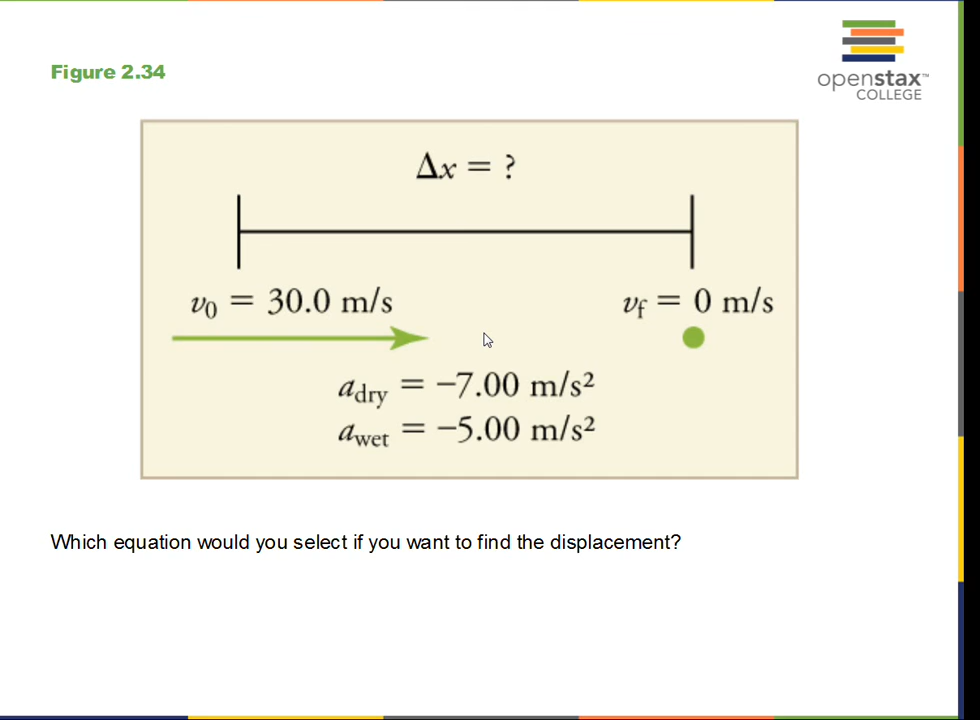 openstax™
COLLEGE
Figure 2.34
Δx = ?
v₀ = 30.0 m/s
v_f = 0 m/s
a_dry = −7.00 m/s²
a_wet = −5.00 m/s²
Which equation would you select if you want to find the displacement?